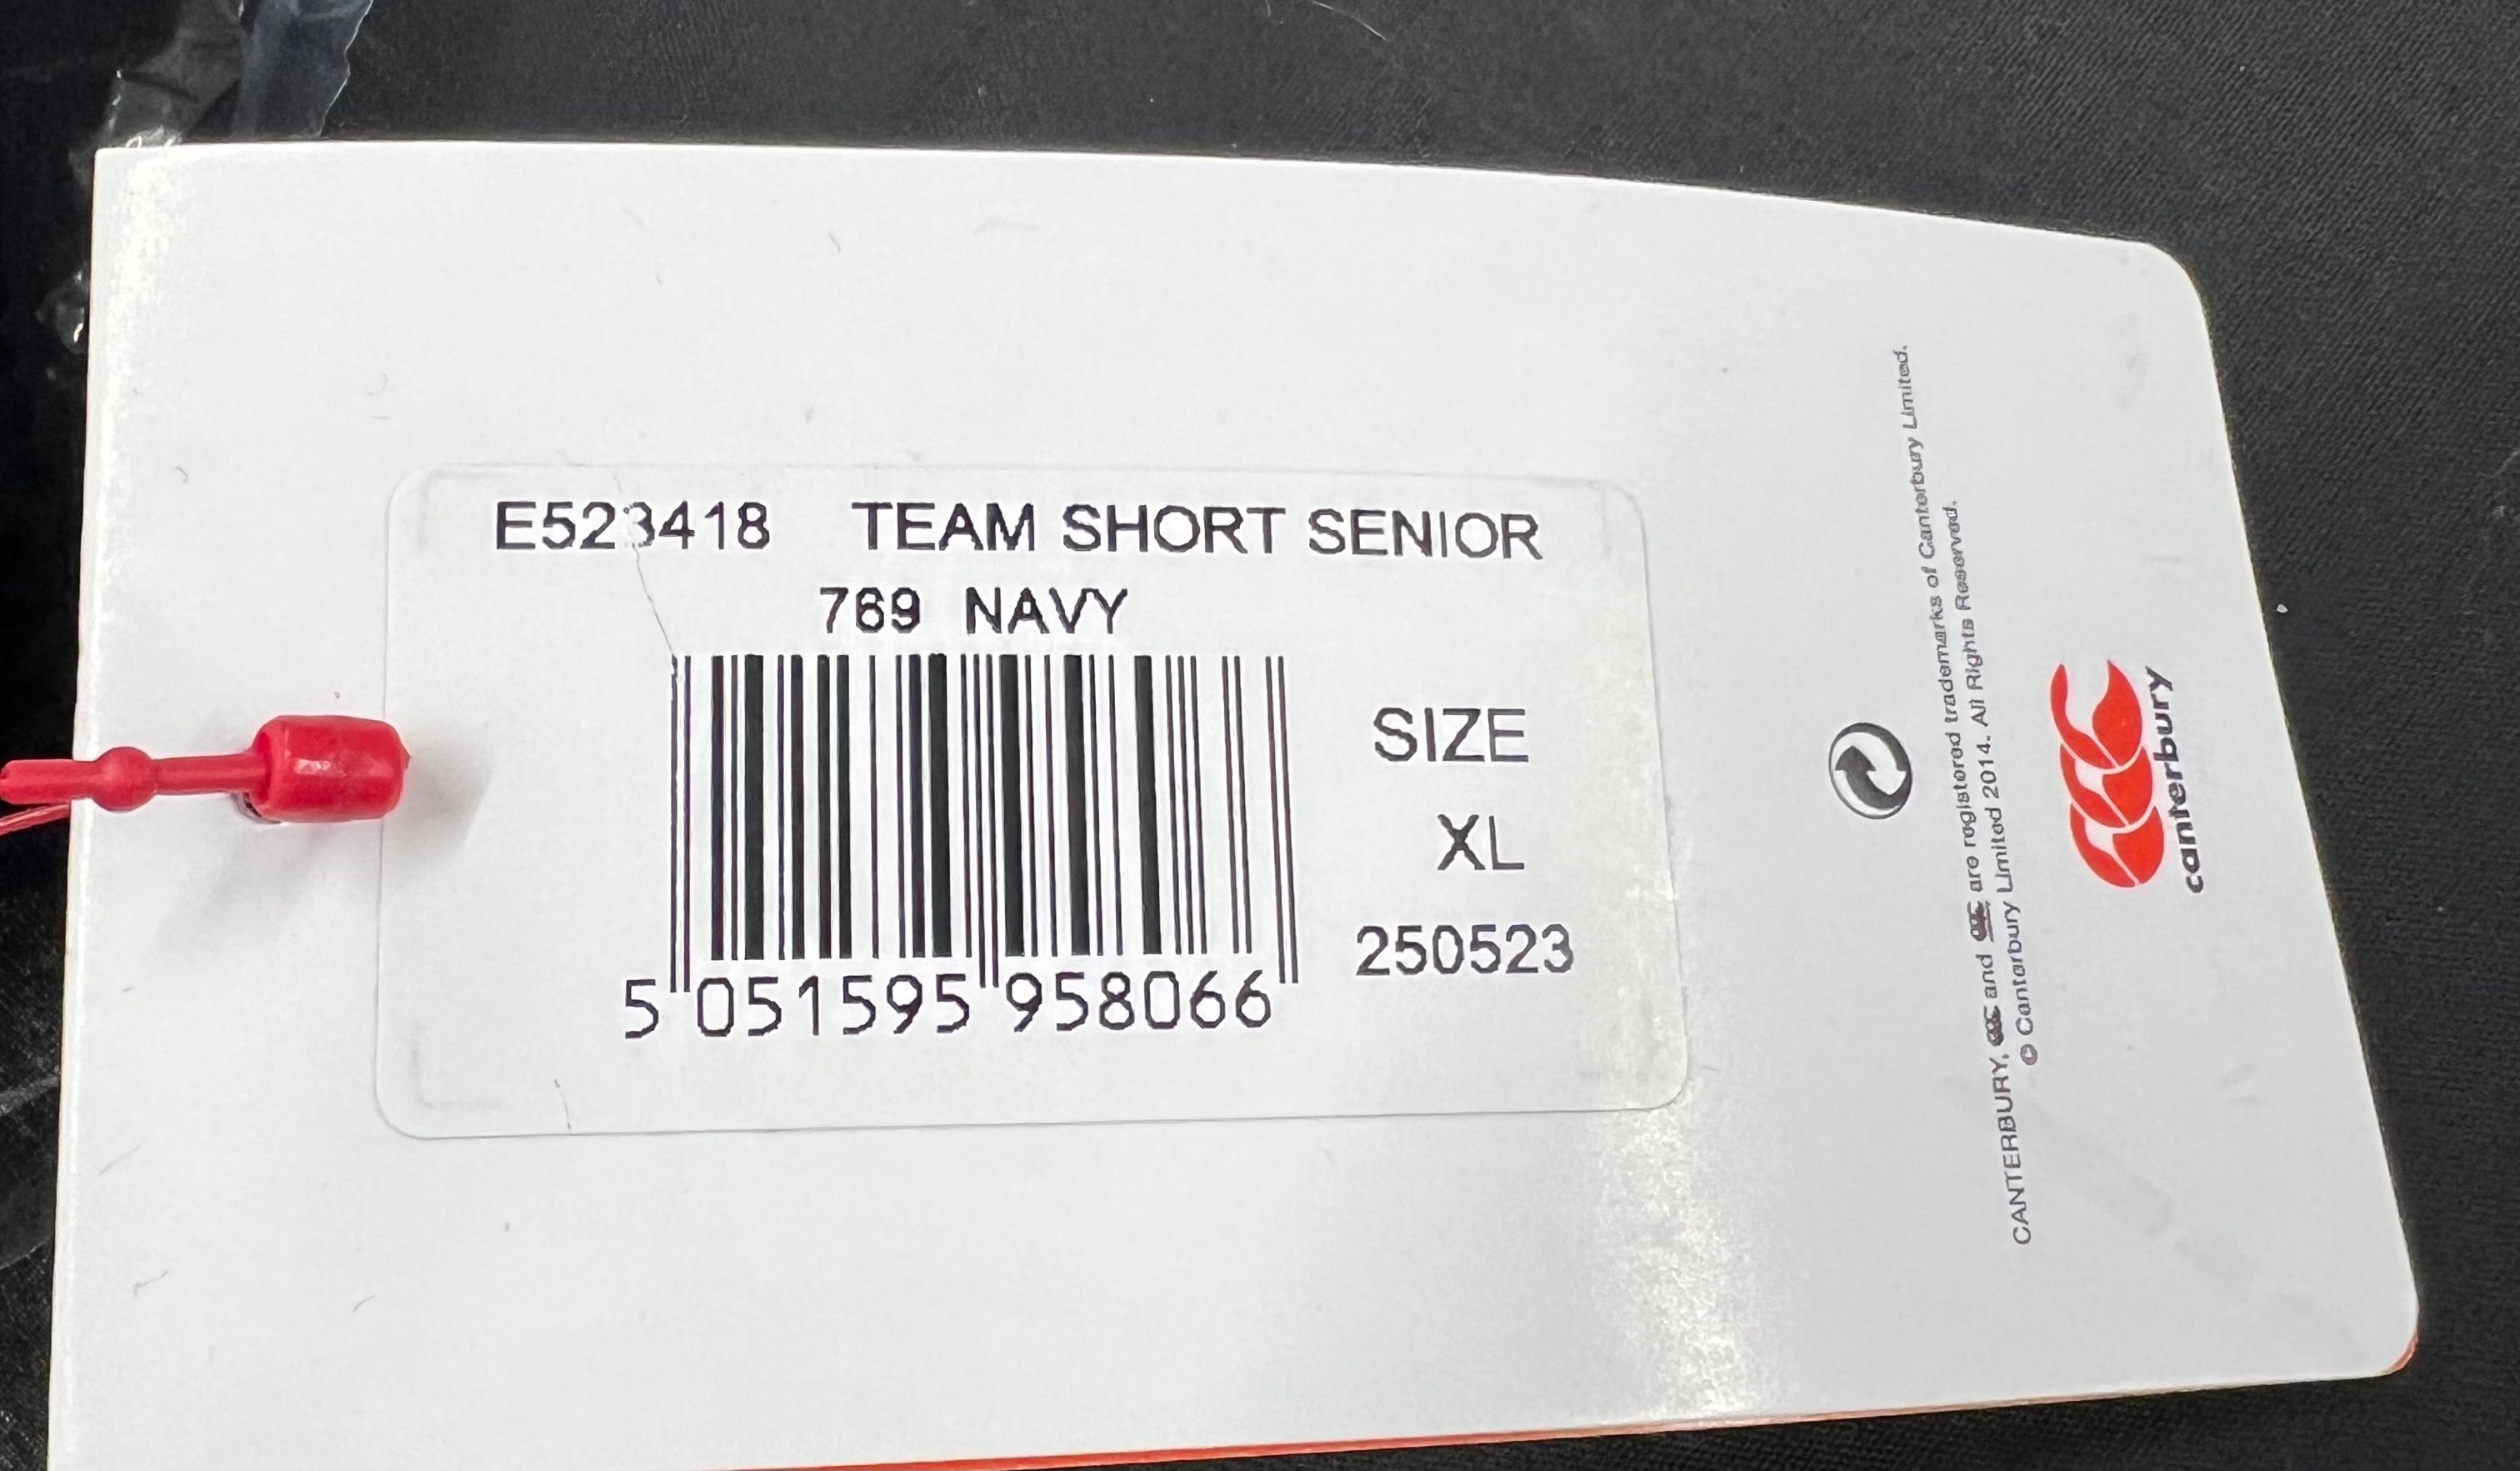 E523418 TEAM SHORT SENIOR
769 NAVY
SIZE
XL
250523
5 051595 958066
CANTERBURY, and are registered trademarks of Canterbury Limited.
© Canterbury Limited 2014. All Rights Reserved.
canterbury